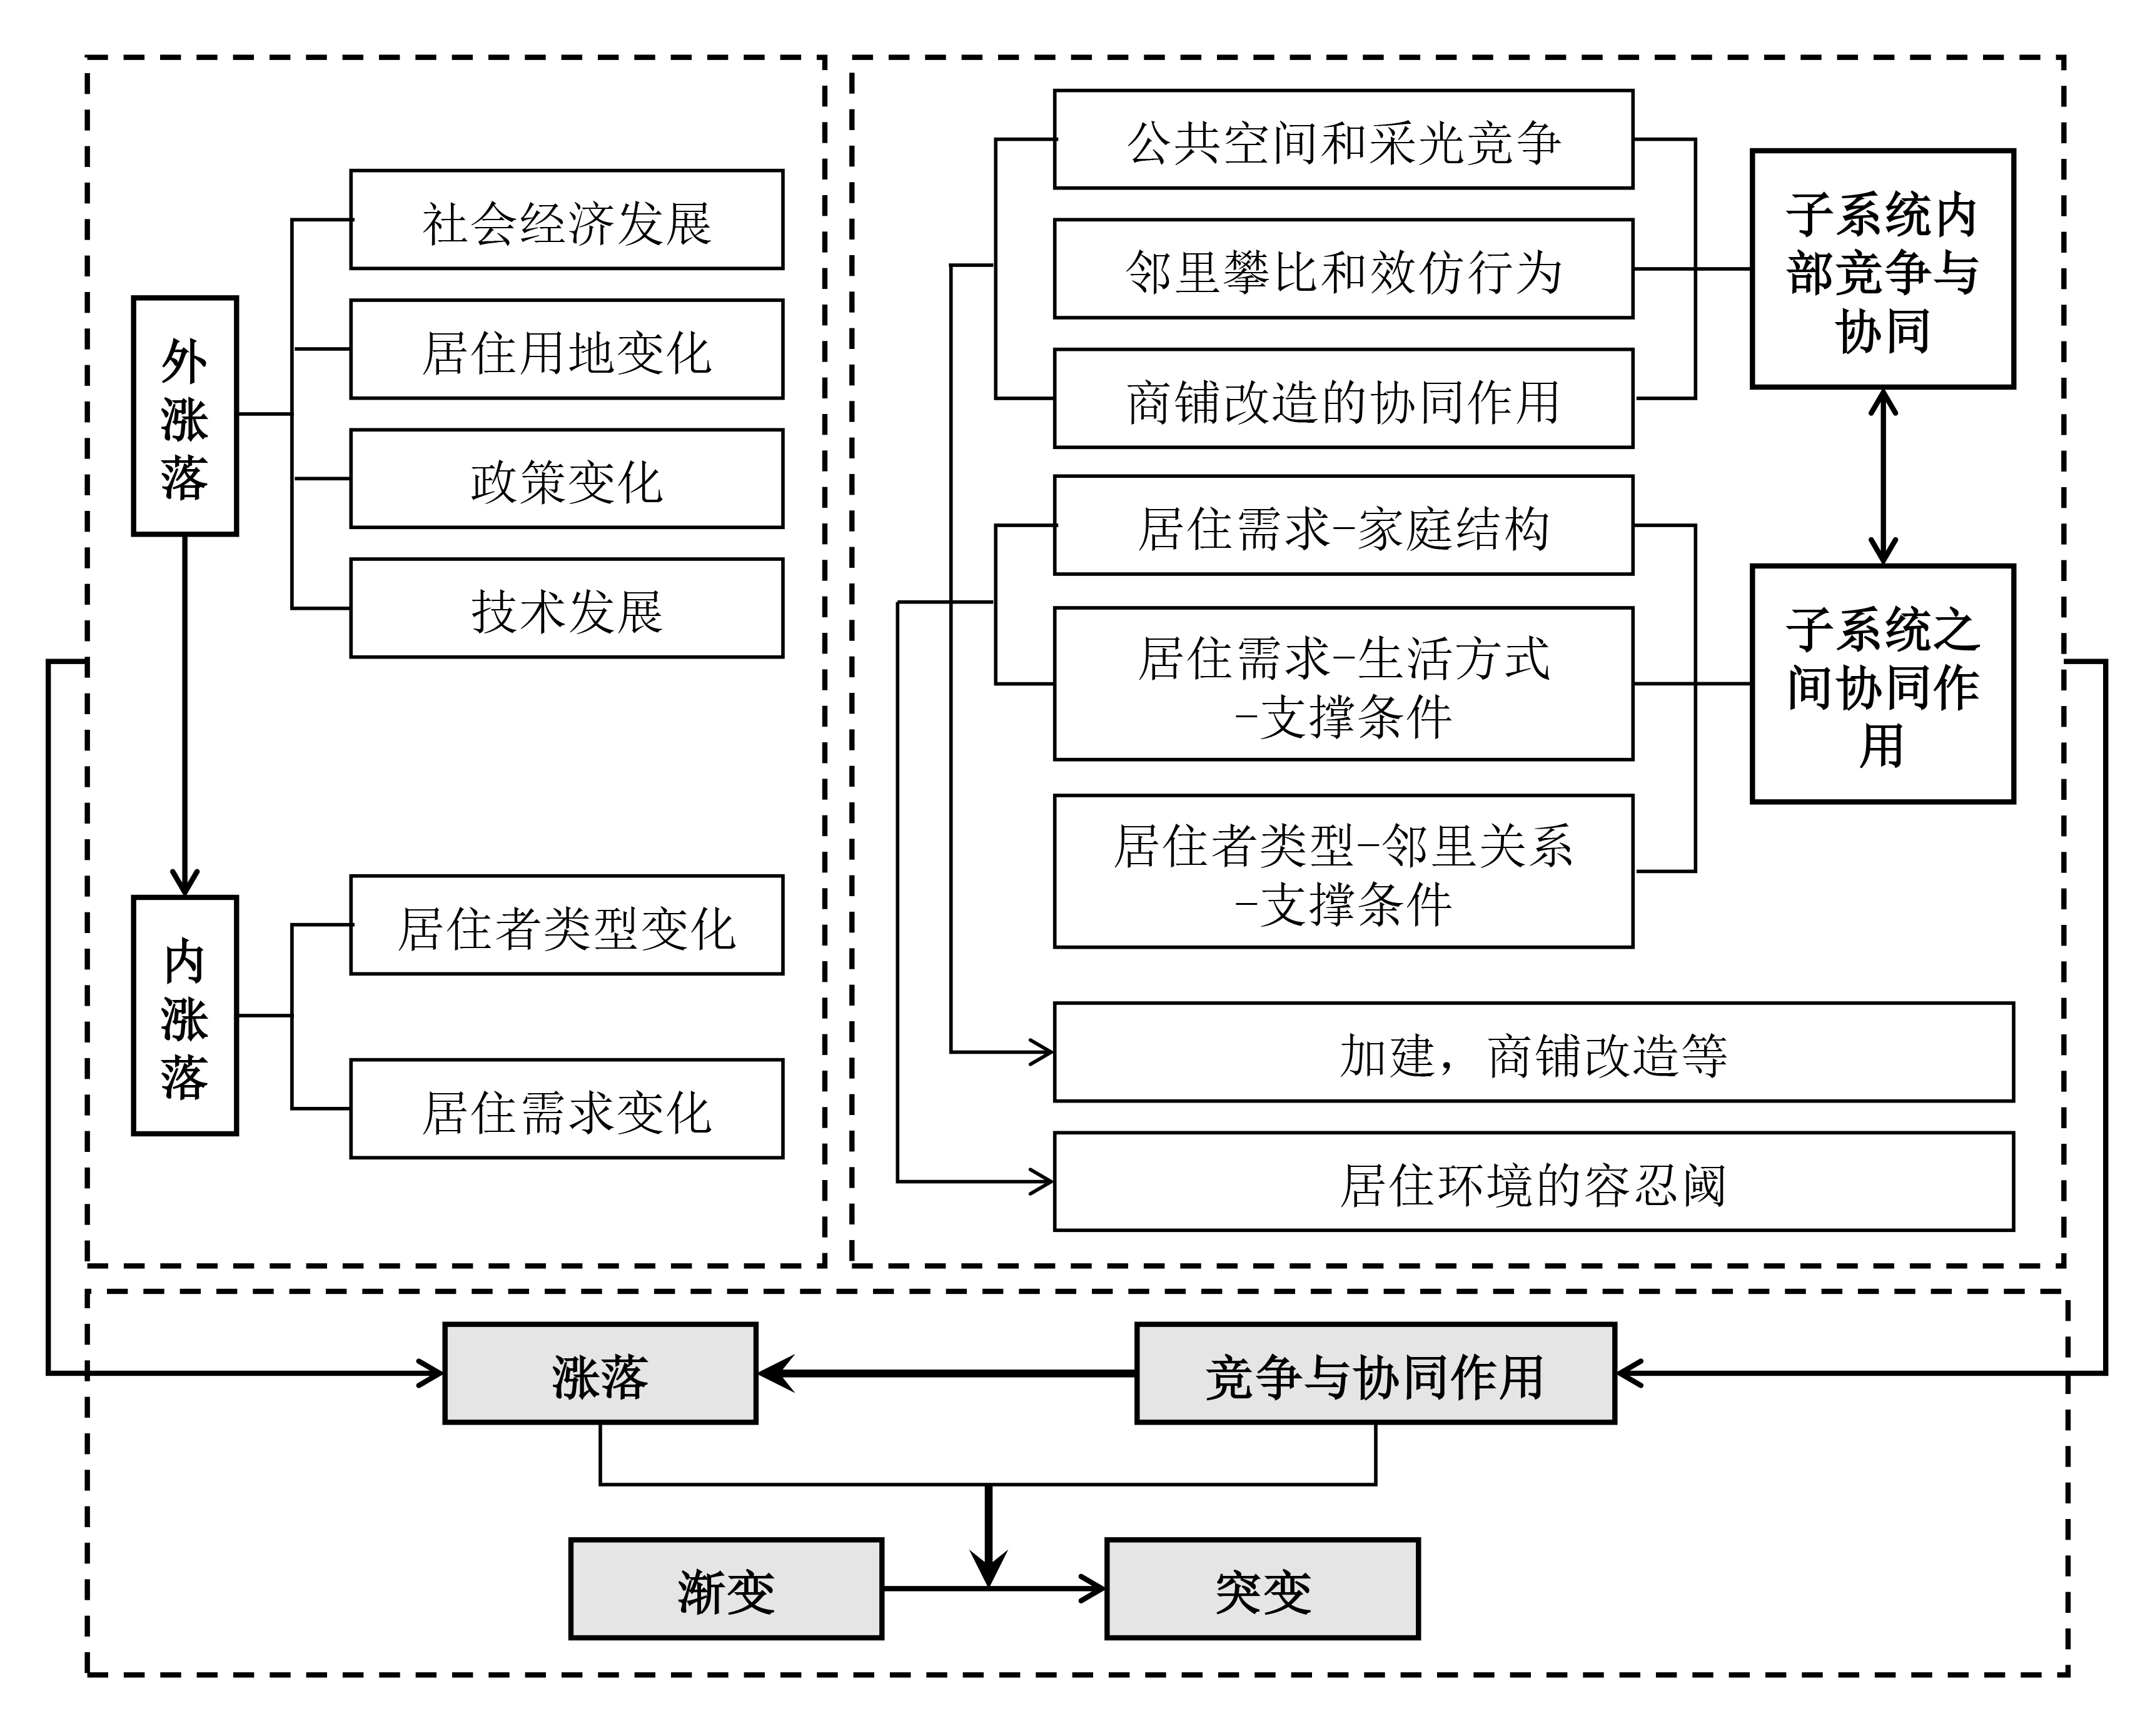 外
涨
落
社会经济发展
居住用地变化
政策变化
技术发展
内
涨
落
居住者类型变化
居住需求变化
公共空间和采光竞争
邻里攀比和效仿行为
商铺改造的协同作用
子系统内
部竞争与
协同
居住需求-家庭结构
居住需求-生活方式
-支撑条件
居住者类型-邻里关系
-支撑条件
子系统之
间协同作
用
加建，商铺改造等
居住环境的容忍阈
涨落
竞争与协同作用
渐变
突变